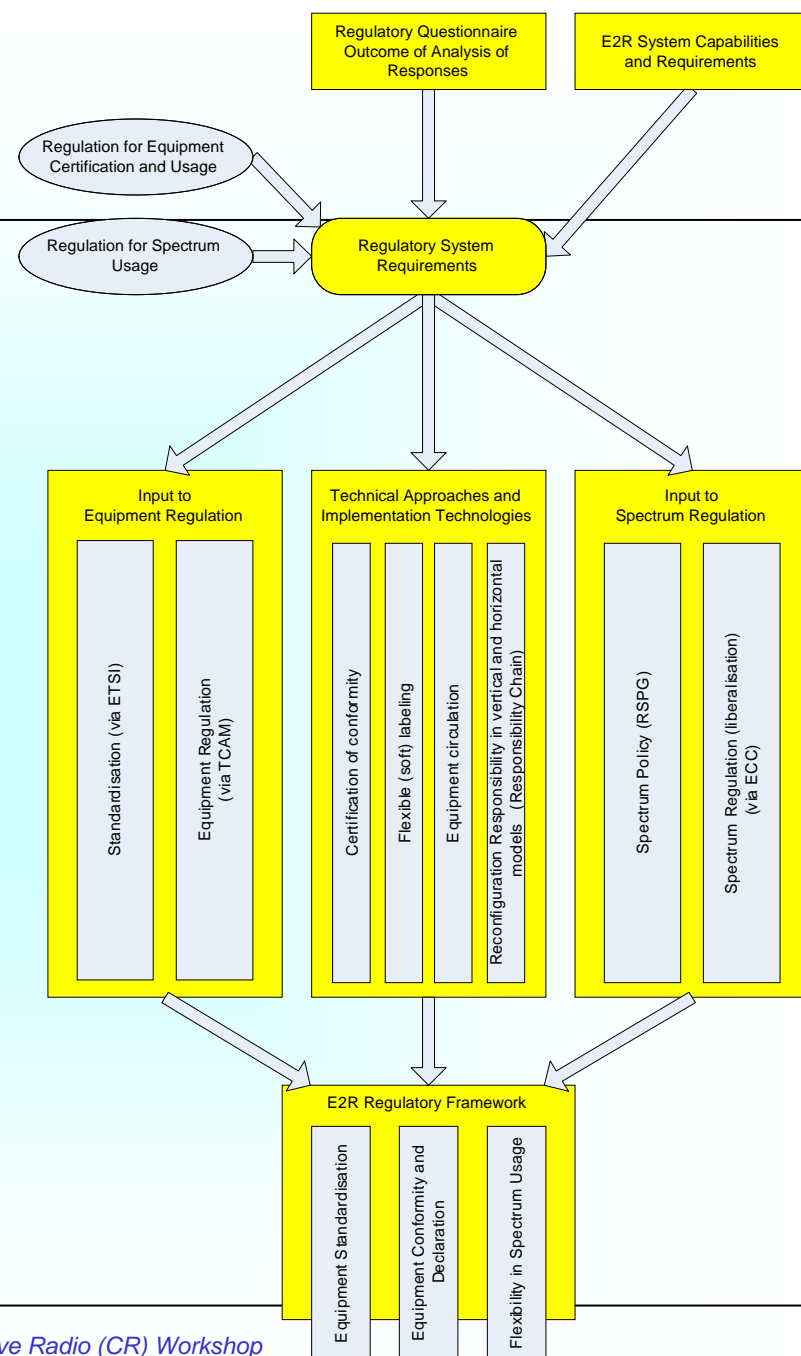 Regulatory Questionnaire
Outcome of Analysis of
Responses
E2R System Capabilities
and Requirements
Regulation for Equipment
Certification and Usage
Regulation for Spectrum
Usage
Regulatory System
Requirements
Input to
Equipment Regulation
Standardisation (via ETSI)
Equipment Regulation
(via TCAM)
Technical Approaches and
Implementation Technologies
Certification of conformity
Flexible (soft) labeling
Equipment circulation
Reconfiguration Responsibility in vertical and horizontal
models (Responsibility Chain)
Input to
Spectrum Regulation
Spectrum Policy (RSPG)
Spectrum Regulation (liberalisation)
(via ECC)
E2R Regulatory Framework
Equipment Standardisation
Equipment Conformity and
Declaration
Flexibility in Spectrum Usage
ve Radio (CR) Workshop